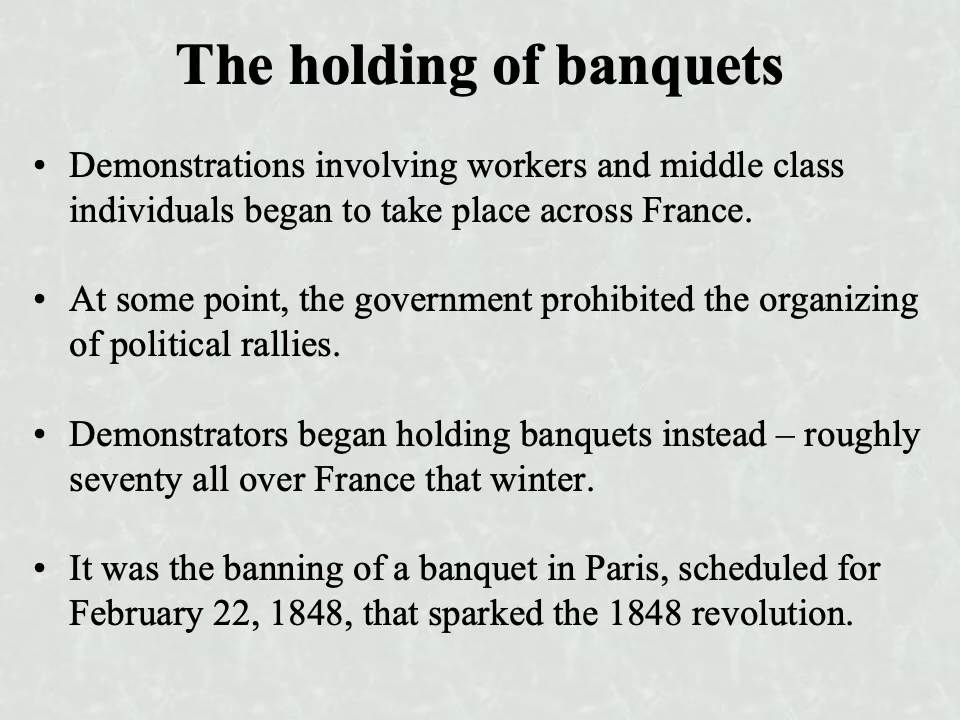 The holding of banquets
• Demonstrations involving workers and middle class
individuals began to take place across France.
• At some point, the government prohibited the organizing
of political rallies.
• Demonstrators began holding banquets instead – roughly
seventy all over France that winter.
• It was the banning of a banquet in Paris, scheduled for
February 22, 1848, that sparked the 1848 revolution.